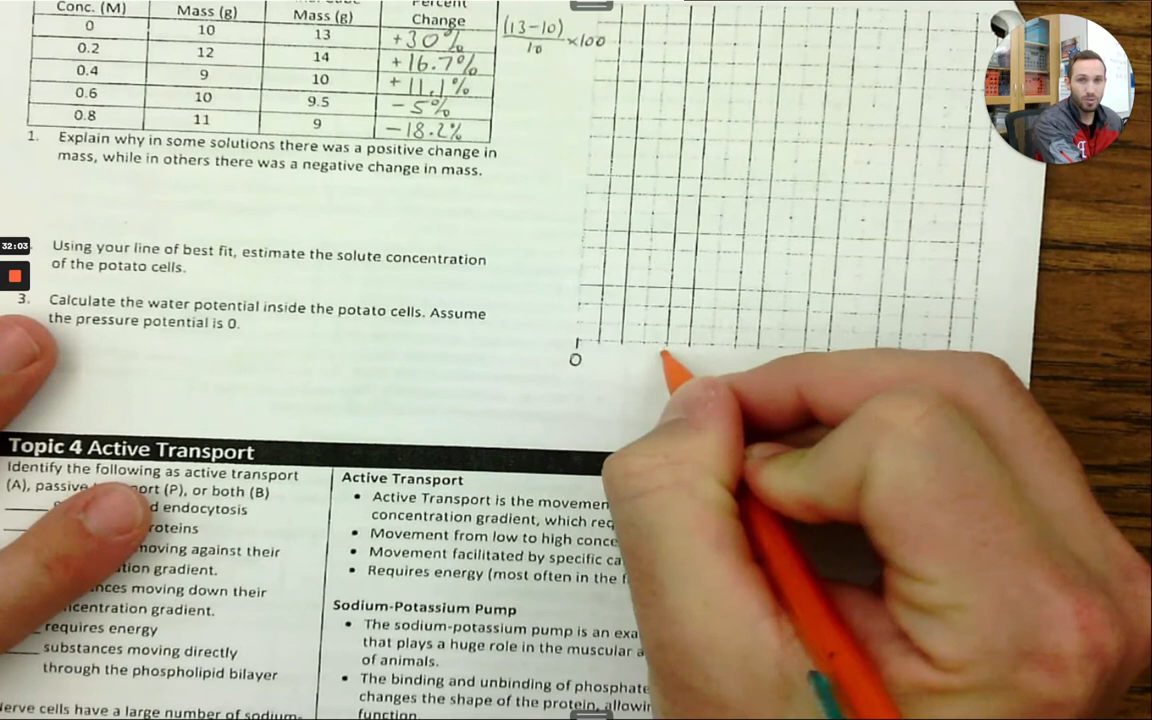 Conc. (M) Mass (g) Mass (g) Percent Change
0 10 13 +30%
0.2 12 14 +16.7%
0.4 9 10 +11.1%
0.6 10 9.5 -5%
0.8 11 9 -18.2%
(13-10)
10 ×100
1. Explain why in some solutions there was a positive change in
mass, while in others there was a negative change in mass.
Using your line of best fit, estimate the solute concentration
of the potato cells.
3. Calculate the water potential inside the potato cells. Assume
the pressure potential is 0.
32:03
0
Topic 4 Active Transport
Identify the following as active transport
(A), passive port (P), or both (B)
d endocytosis
roteins
moving against their
tion gradient.
nces moving down their
ncentration gradient.
requires energy
substances moving directly
through the phospholipid bilayer
Nerve cells have a large number of sodium-
Active Transport
• Active Transport is the movemen
concentration gradient, which req
• Movement from low to high conce
• Movement facilitated by specific ca
• Requires energy (most often in the f
Sodium-Potassium Pump
• The sodium-potassium pump is an exa
that plays a huge role in the muscular a
of animals.
• The binding and unbinding of phosphate
changes the shape of the protein, allowi
function.